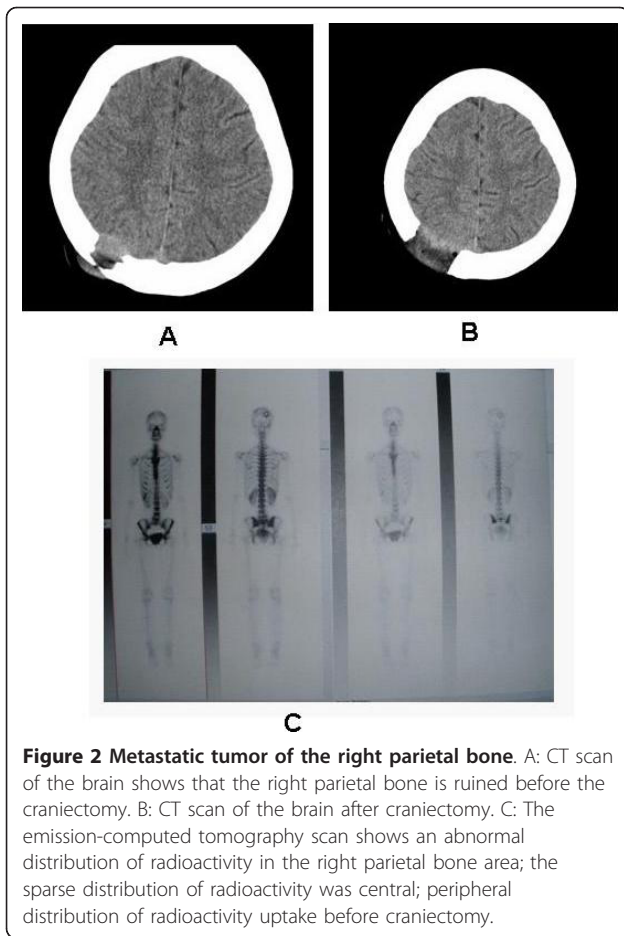 A
B
C
Figure 2 Metastatic tumor of the right parietal bone. A: CT scan
of the brain shows that the right parietal bone is ruined before the
craniectomy. B: CT scan of the brain after craniectomy. C: The
emission-computed tomography scan shows an abnormal
distribution of radioactivity in the right parietal bone area; the
sparse distribution of radioactivity was central; peripheral
distribution of radioactivity uptake before craniectomy.